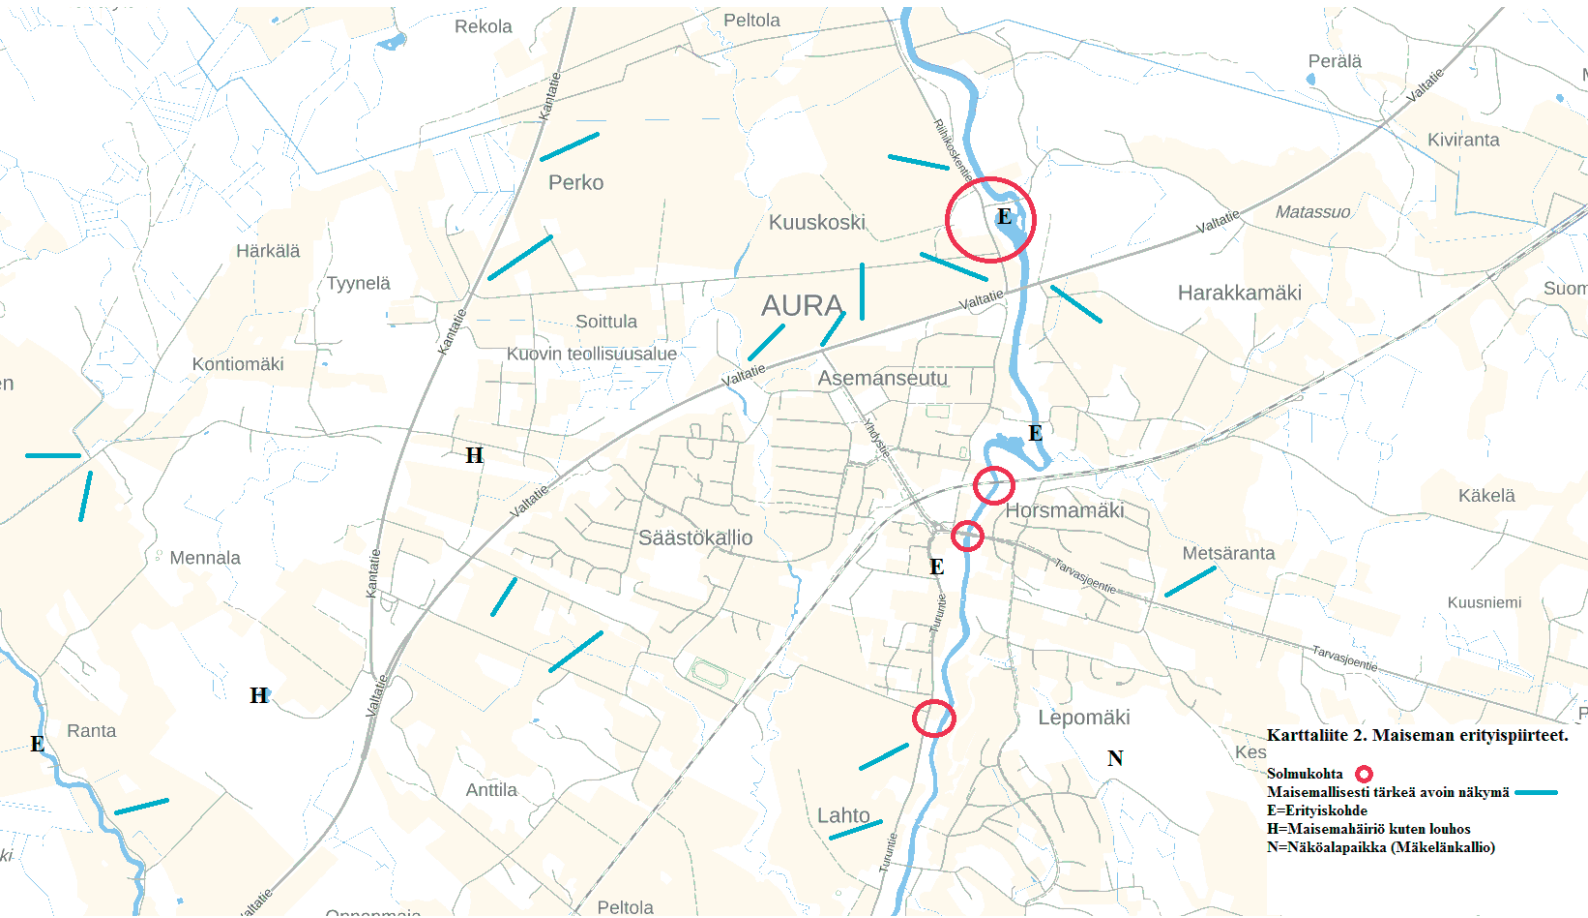 Rekola
Peltola
Perälä
Kantatie
Valtatie
Riihikoskentie
Kiviranta
Perko
Kuuskoski
E
Valtatie
Matassuo
Härkälä
Tyynelä
AURA
Valtatie
Harakkamäki
Suom
Soittula
Kantatie
Kuovin teollisuusalue
Kontiomäki
Valtatie
Asemanseutu
en
Yhdystie
E
H
Valtatie
Käkelä
Horsmamäki
Säästökallio
Mennala
Kantatie
E
Metsäranta
Tarvasjoentie
Kuusniemi
Turuntie
Tarvasjoentie
H
Valtatie
Lepomäki
P
Ranta
E
Karttaliite 2. Maiseman erityispiirteet.
Kes
N
Solmukohta
Maisemallisesti tärkeä avoin näkymä
E=Erityiskohde
H=Maisemahäiriö kuten louhos
N=Näköalapaikka (Mäkelänkallio)
Anttila
Lahto
ki
Turuntie
Valtatie
Peltola